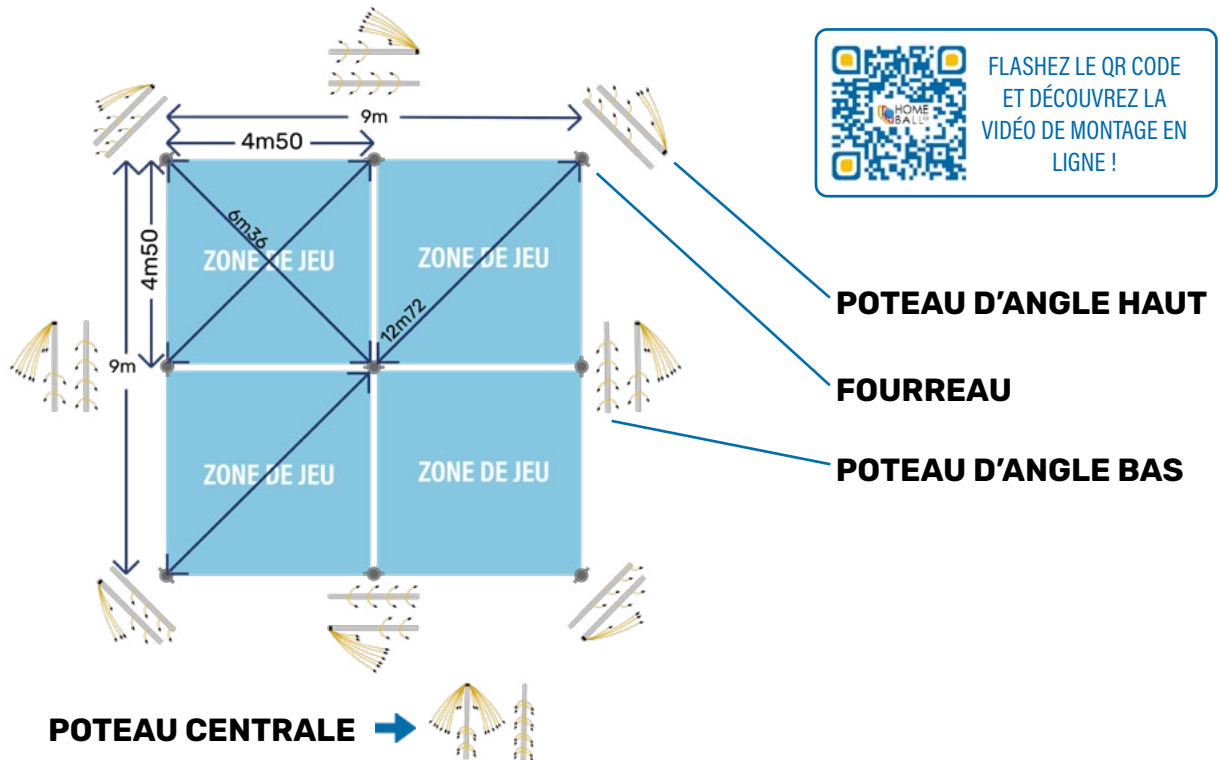 FLASHEZ LE QR CODE
ET DÉCOUVREZ LA
VIDÉO DE MONTAGE EN
LIGNE !
HOME
BALL
9m
4m50
4m50
9m
6m36
12m72
ZONE DE JEU
ZONE DE JEU
ZONE DE JEU
ZONE DE JEU
POTEAU D’ANGLE HAUT
FOURREAU
POTEAU D’ANGLE BAS
POTEAU CENTRALE